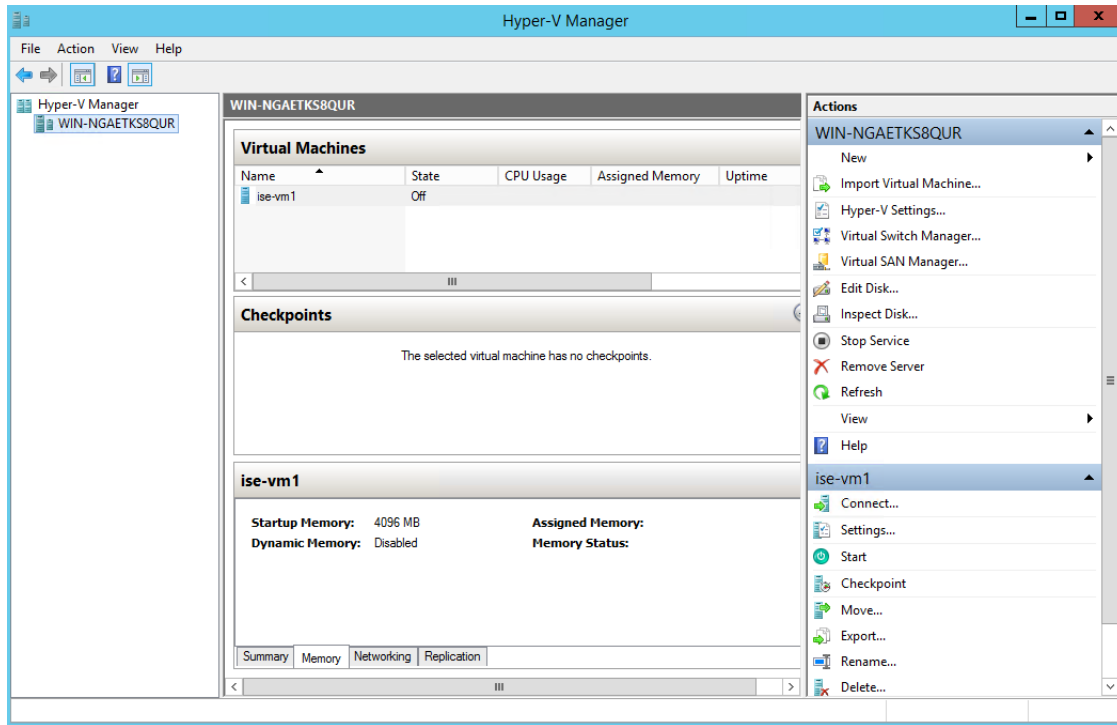 Hyper-V Manager
File Action View Help
Hyper-V Manager
WIN-NGAETKS8QUR
WIN-NGAETKS8QUR
Virtual Machines
Name State CPU Usage Assigned Memory Uptime
ise-vm1 Off
Checkpoints
The selected virtual machine has no checkpoints.
ise-vm1
Startup Memory: 4096 MB Assigned Memory:
Dynamic Memory: Disabled Memory Status:
Summary Memory Networking Replication
Actions
WIN-NGAETKS8QUR
New
Import Virtual Machine...
Hyper-V Settings...
Virtual Switch Manager...
Virtual SAN Manager...
Edit Disk...
Inspect Disk...
Stop Service
Remove Server
Refresh
View
Help
ise-vm1
Connect...
Settings...
Start
Checkpoint
Move...
Export...
Rename...
Delete...